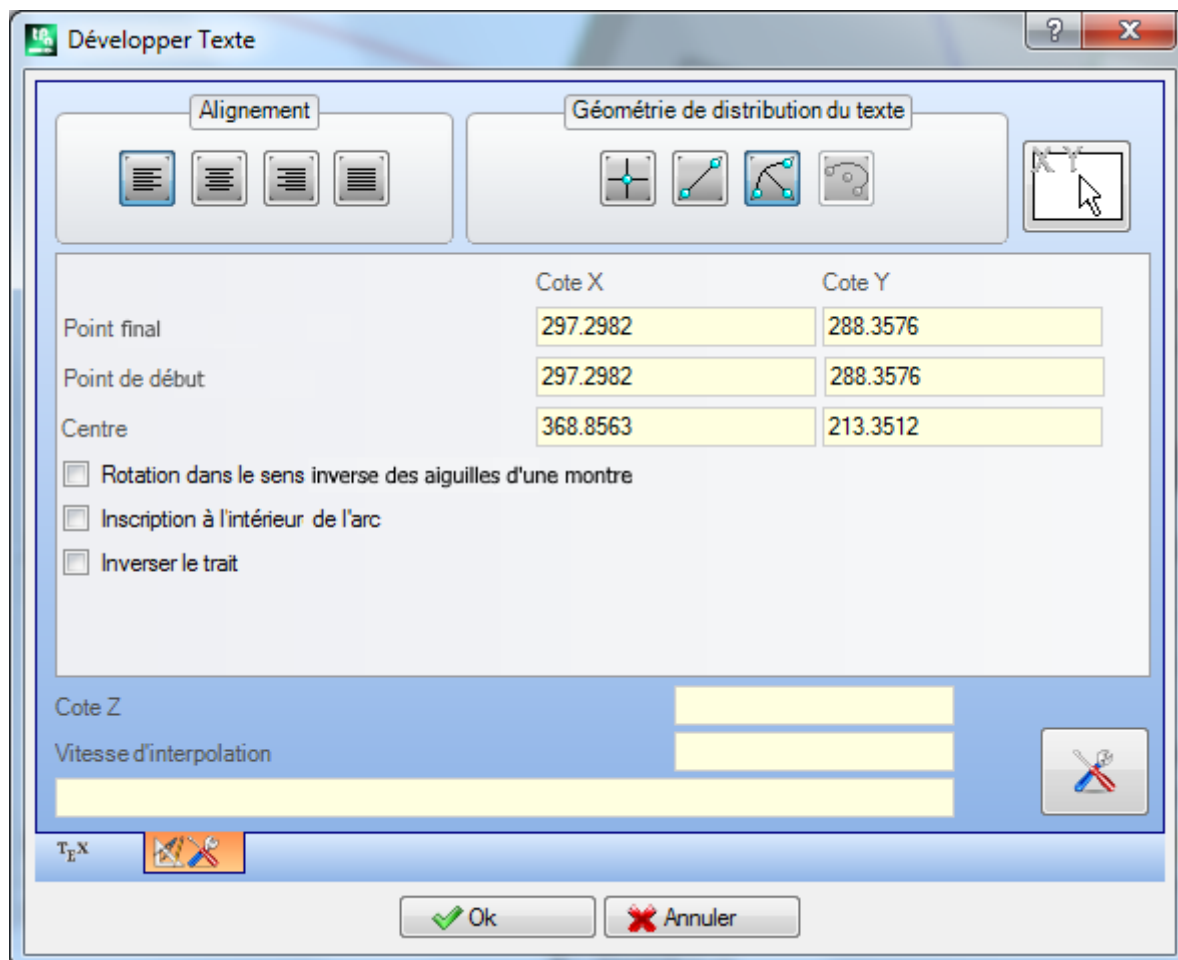 Développer Texte
?
Alignement
Géométrie de distribution du texte
X Y
Cote X Cote Y
Point final 297.2982 288.3576
Point de début 297.2982 288.3576
Centre 368.8563 213.3512
Rotation dans le sens inverse des aiguilles d'une montre
Inscription à l'intérieur de l'arc
Inverser le trait
Cote Z
Vitesse d'interpolation
TEX
Ok Annuler